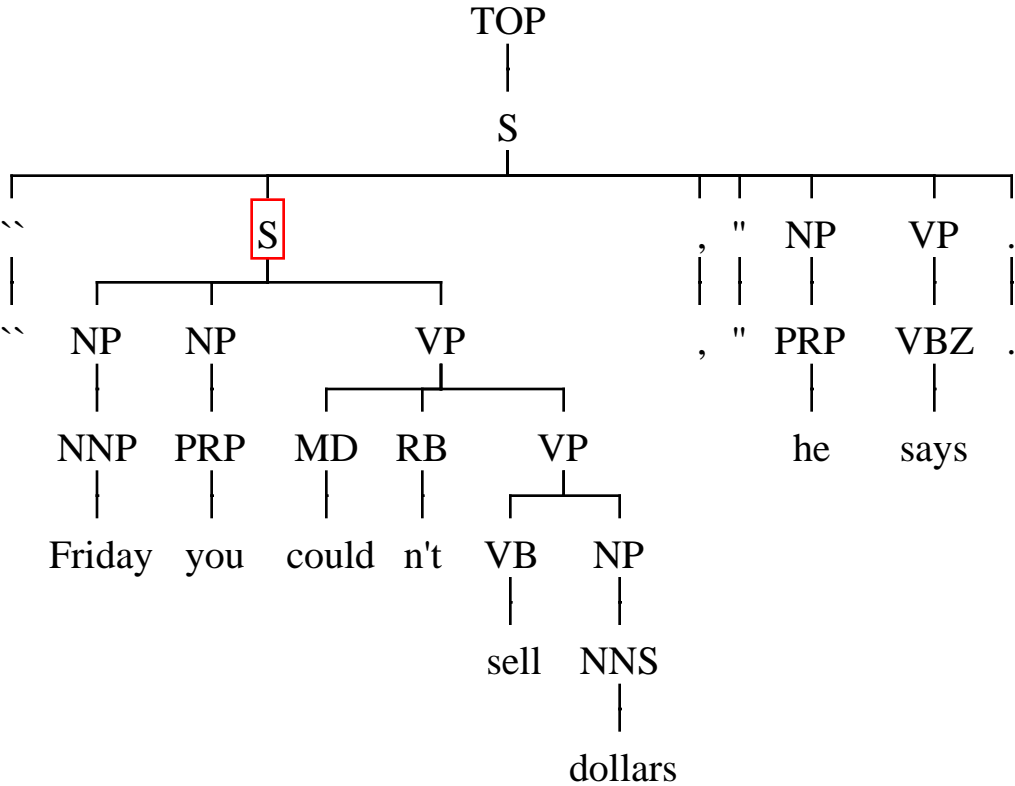 TOP
S
`` S , " NP VP .
`` NP NP VP , " PRP VBZ .
NNP PRP MD RB VP he says
Friday you could n't VB NP
sell NNS
dollars